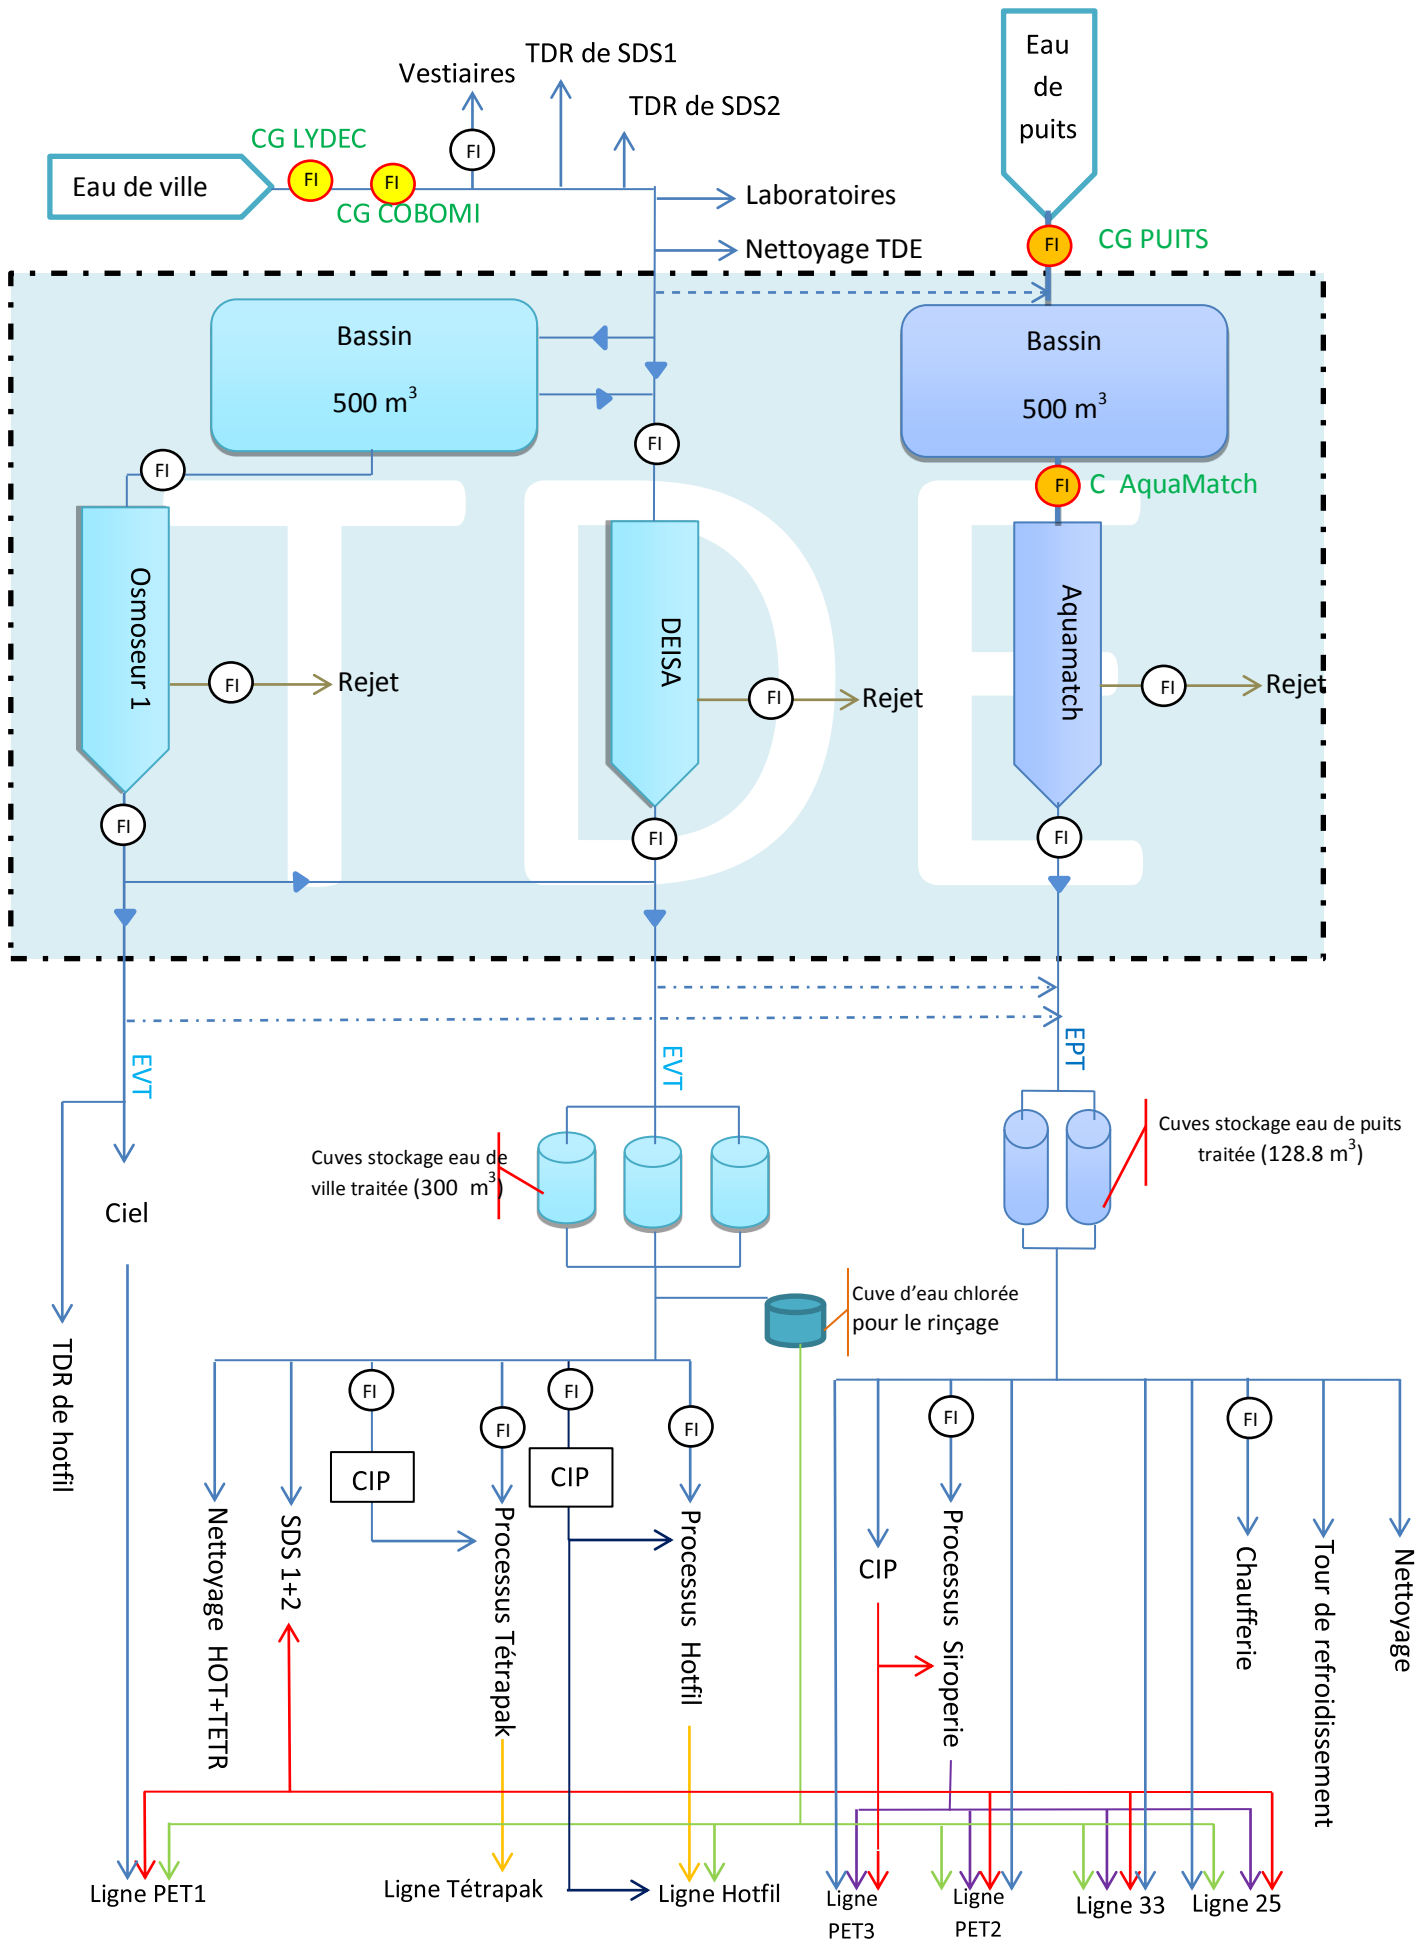 TDR de SDS1
Vestiaires
TDR de SDS2
Eau
de
puits
CG LYDEC
FI
Eau de ville
FI
FI
CG COBOMI
Laboratoires
Nettoyage TDE
FI
CG PUITS
Bassin
500 m3
Bassin
500 m3
FI
FI
FI
C AquaMatch
TDE
Osmoseur 1
DEISA
Aquamatch
FI
Rejet
FI
Rejet
FI
Rejet
FI
FI
FI
EVT
EVT
EPT
Cuves stockage eau de
ville traitée (300 m3)
Cuves stockage eau de puits
traitée (128.8 m3)
Ciel
Cuve d’eau chlorée
pour le rinçage
TDR de hotfil
FI
FI
FI
FI
FI
FI
CIP
CIP
Nettoyage HOT+TETR
SDS 1+2
Processus Tétrapak
Processus Hotfil
CIP
Processus Siroperie
Chaufferie
Tour de refroidissement
Nettoyage
Ligne PET1
Ligne Tétrapak
Ligne Hotfil
Ligne
PET3
Ligne
PET2
Ligne 33
Ligne 25